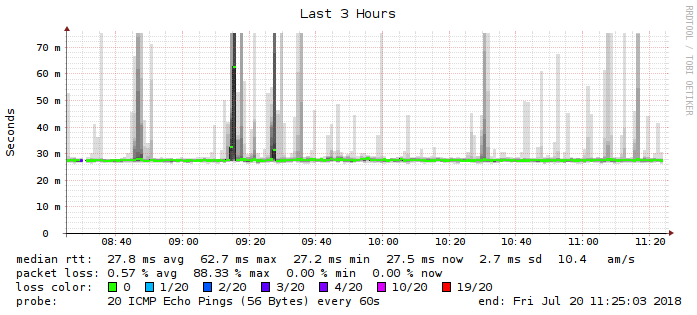 Last 3 Hours
RRDTOOL / TOBI OETIKER
Seconds
70 m
60 m
50 m
40 m
30 m
20 m
10 m
0
08:40 09:00 09:20 09:40 10:00 10:20 10:40 11:00 11:20
median rtt: 27.8 ms avg 62.7 ms max 27.2 ms min 27.5 ms now 2.7 ms sd 10.4 am/s
packet loss: 0.57 % avg 88.33 % max 0.00 % min 0.00 % now
loss color: 0 1/20 2/20 3/20 4/20 10/20 19/20
probe: 20 ICMP Echo Pings (56 Bytes) every 60s end: Fri Jul 20 11:25:03 2018